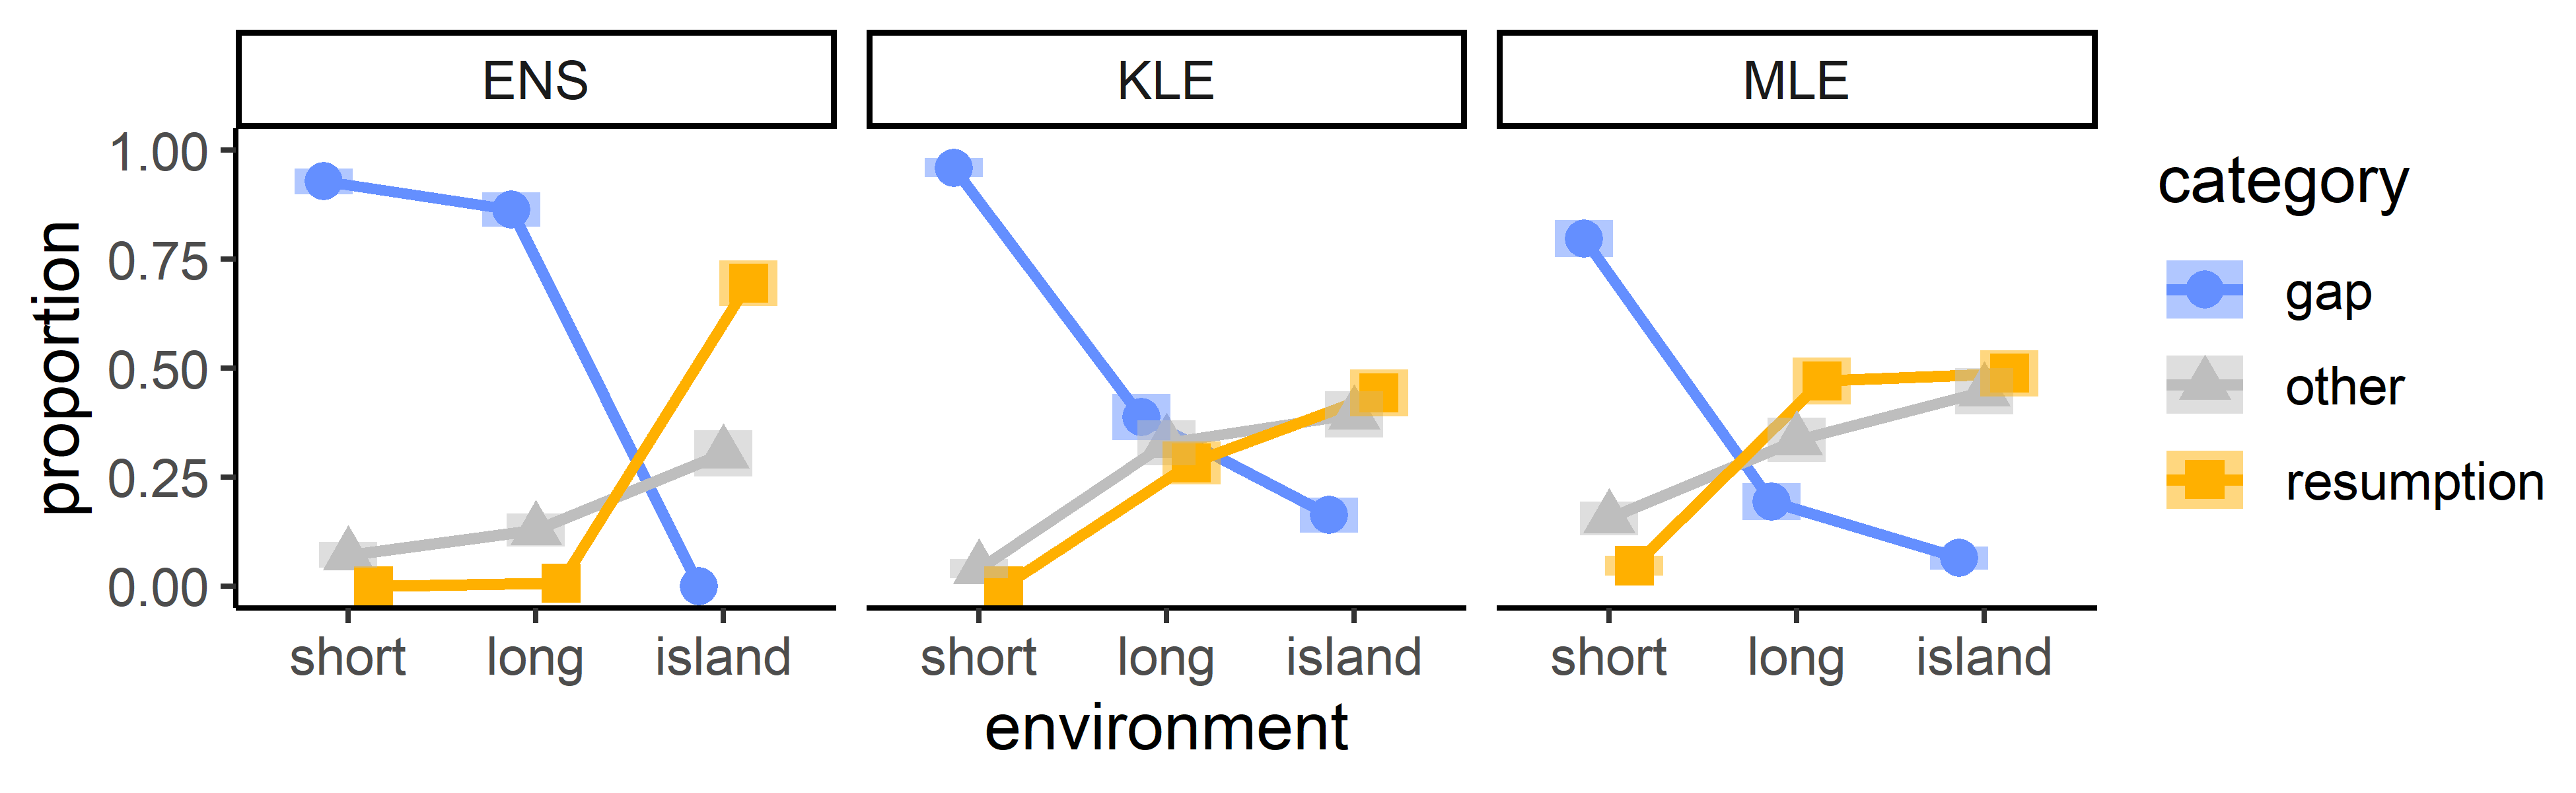 ENS KLE MLE
1.00
0.75
0.50
0.25
0.00
proportion
short long island short long island short long island
environment
category
gap
other
resumption